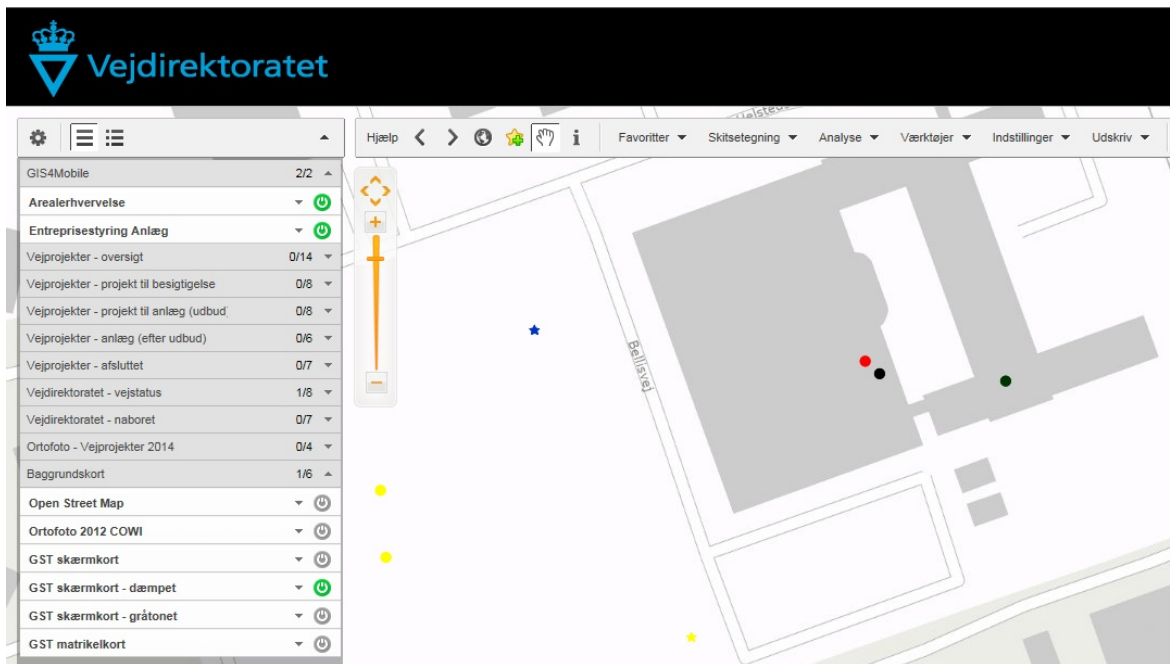 Vejdirektoratet
Hjælp
Favoritter
Skitsetegning
Analyse
Værktøjer
Indstillinger
Udskriv
GIS4Mobile 2/2
Arealerhvervelse
Entreprisestyring Anlæg
Vejprojekter - oversigt 0/14
Vejprojekter - projekt til besigtigelse 0/8
Vejprojekter - projekt til anlæg (udbud 0/8
Vejprojekter - anlæg (efter udbud) 0/6
Vejprojekter - afsluttet 0/7
Vejdirektoratet - vejstatus 1/8
Vejdirektoratet - naboret 0/7
Ortofoto - Vejprojekter 2014 0/4
Baggrundskort 1/6
Open Street Map
Ortofoto 2012 COWI
GST skærmkort
GST skærmkort - dæmpet
GST skærmkort - gråtonet
GST matrikelkort
Bellisvej